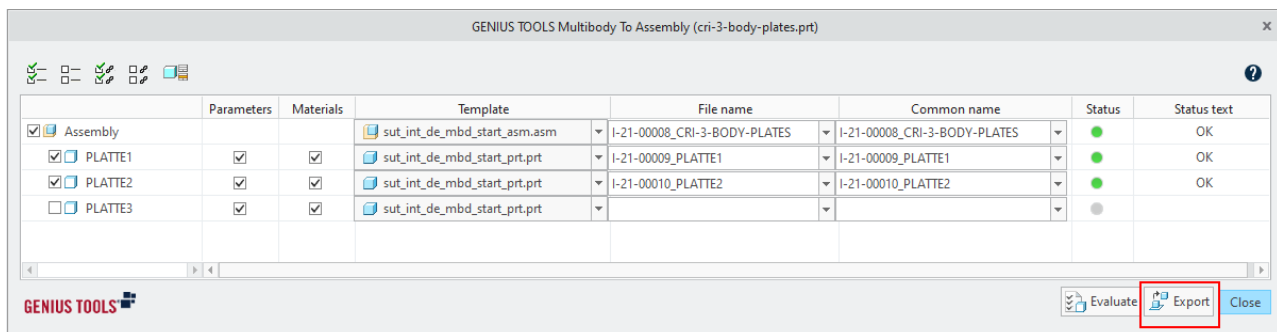 GENIUS TOOLS Multibody To Assembly (cri-3-body-plates.prt)
Parameters Materials Template File name Common name Status Status text
Assembly sut_int_de_mbd_start_asm.asm I-21-00008_CRI-3-BODY-PLATES I-21-00008_CRI-3-BODY-PLATES OK
PLATTE1 sut_int_de_mbd_start_prt.prt I-21-00009_PLATTE1 I-21-00009_PLATTE1 OK
PLATTE2 sut_int_de_mbd_start_prt.prt I-21-00010_PLATTE2 I-21-00010_PLATTE2 OK
PLATTE3 sut_int_de_mbd_start_prt.prt
GENIUS TOOLS Evaluate Export Close